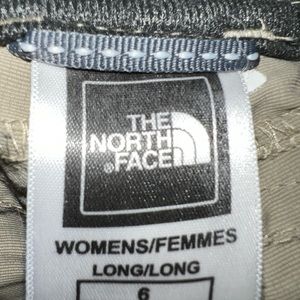 THE
NORTH
FACE
®
WOMENS/FEMMES
LONG/LONG
6